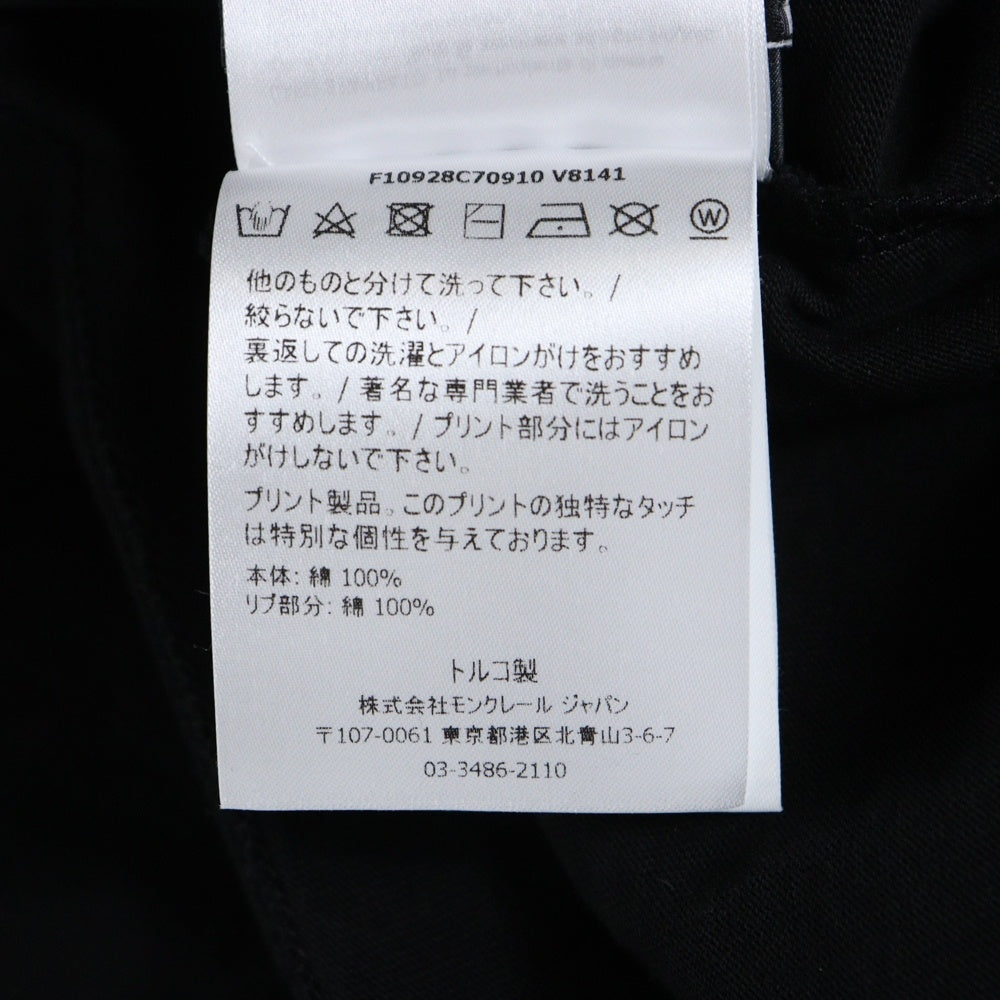 F10928C70910 V8141
W
他のものと分けて洗って下さい。/
絞らないで下さい。/
裏返しての洗濯とアイロンがけをおすすめ
します。/ 著名な専門業者で洗うことをお
すすめします。/ プリント部分にはアイロン
がけしないで下さい。
プリント製品。このプリントの独特なタッチ
は特別な個性を与えております。
本体: 綿 100%
リブ部分: 綿 100%
トルコ製
株式会社モンクレール ジャパン
〒107-0061 東京都港区北青山3-6-7
03-3486-2110